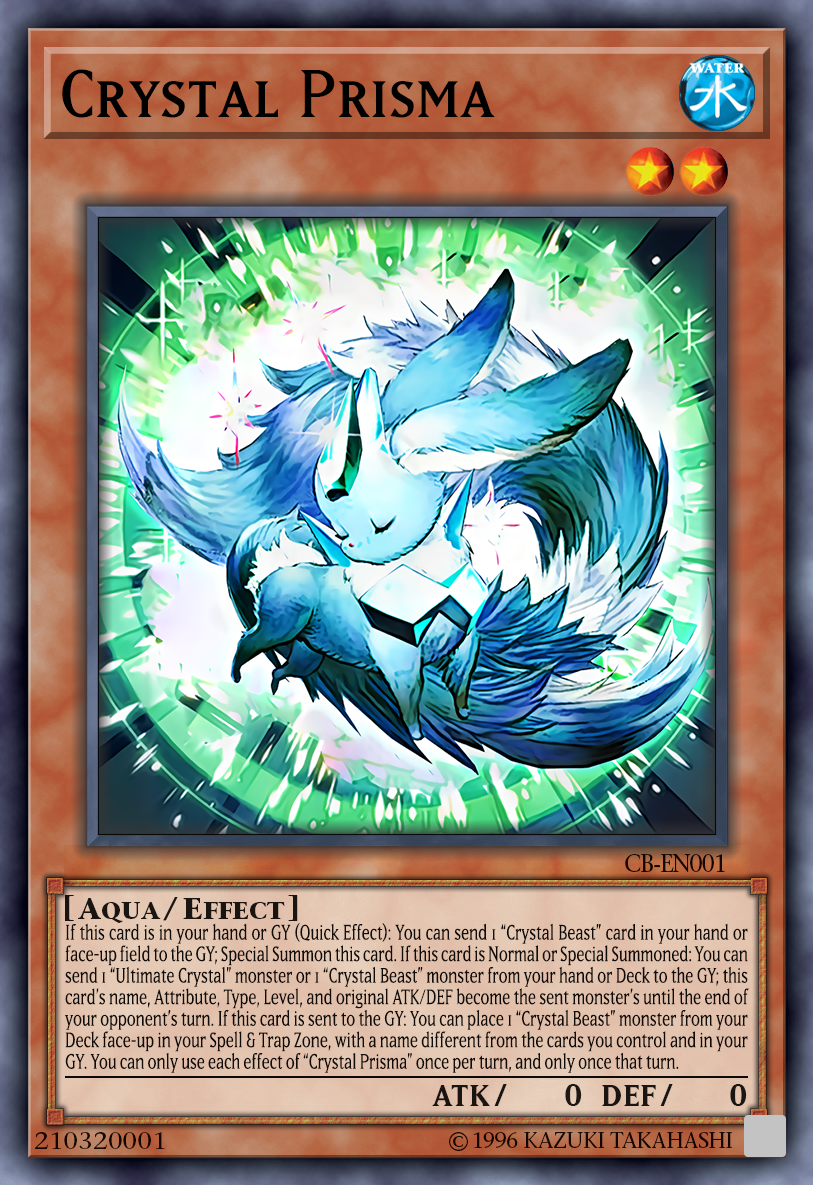 CRYSTAL PRISMA
WATER
水
CB-EN001
[AQUA/EFFECT]
If this card is in your hand or GY (Quick Effect): You can send 1 “Crystal Beast” card in your hand or
face-up field to the GY; Special Summon this card. If this card is Normal or Special Summoned: You can
send 1 “Ultimate Crystal” monster or 1 “Crystal Beast” monster from your hand or Deck to the GY; this
card’s name, Attribute, Type, Level, and original ATK/DEF become the sent monster’s until the end of
your opponent’s turn. If this card is sent to the GY: You can place 1 “Crystal Beast” monster from your
Deck face-up in your Spell & Trap Zone, with a name different from the cards you control and in your
GY. You can only use each effect of “Crystal Prisma” once per turn, and only once that turn.
ATK/ 0 DEF/ 0
210320001 © 1996 KAZUKI TAKAHASHI